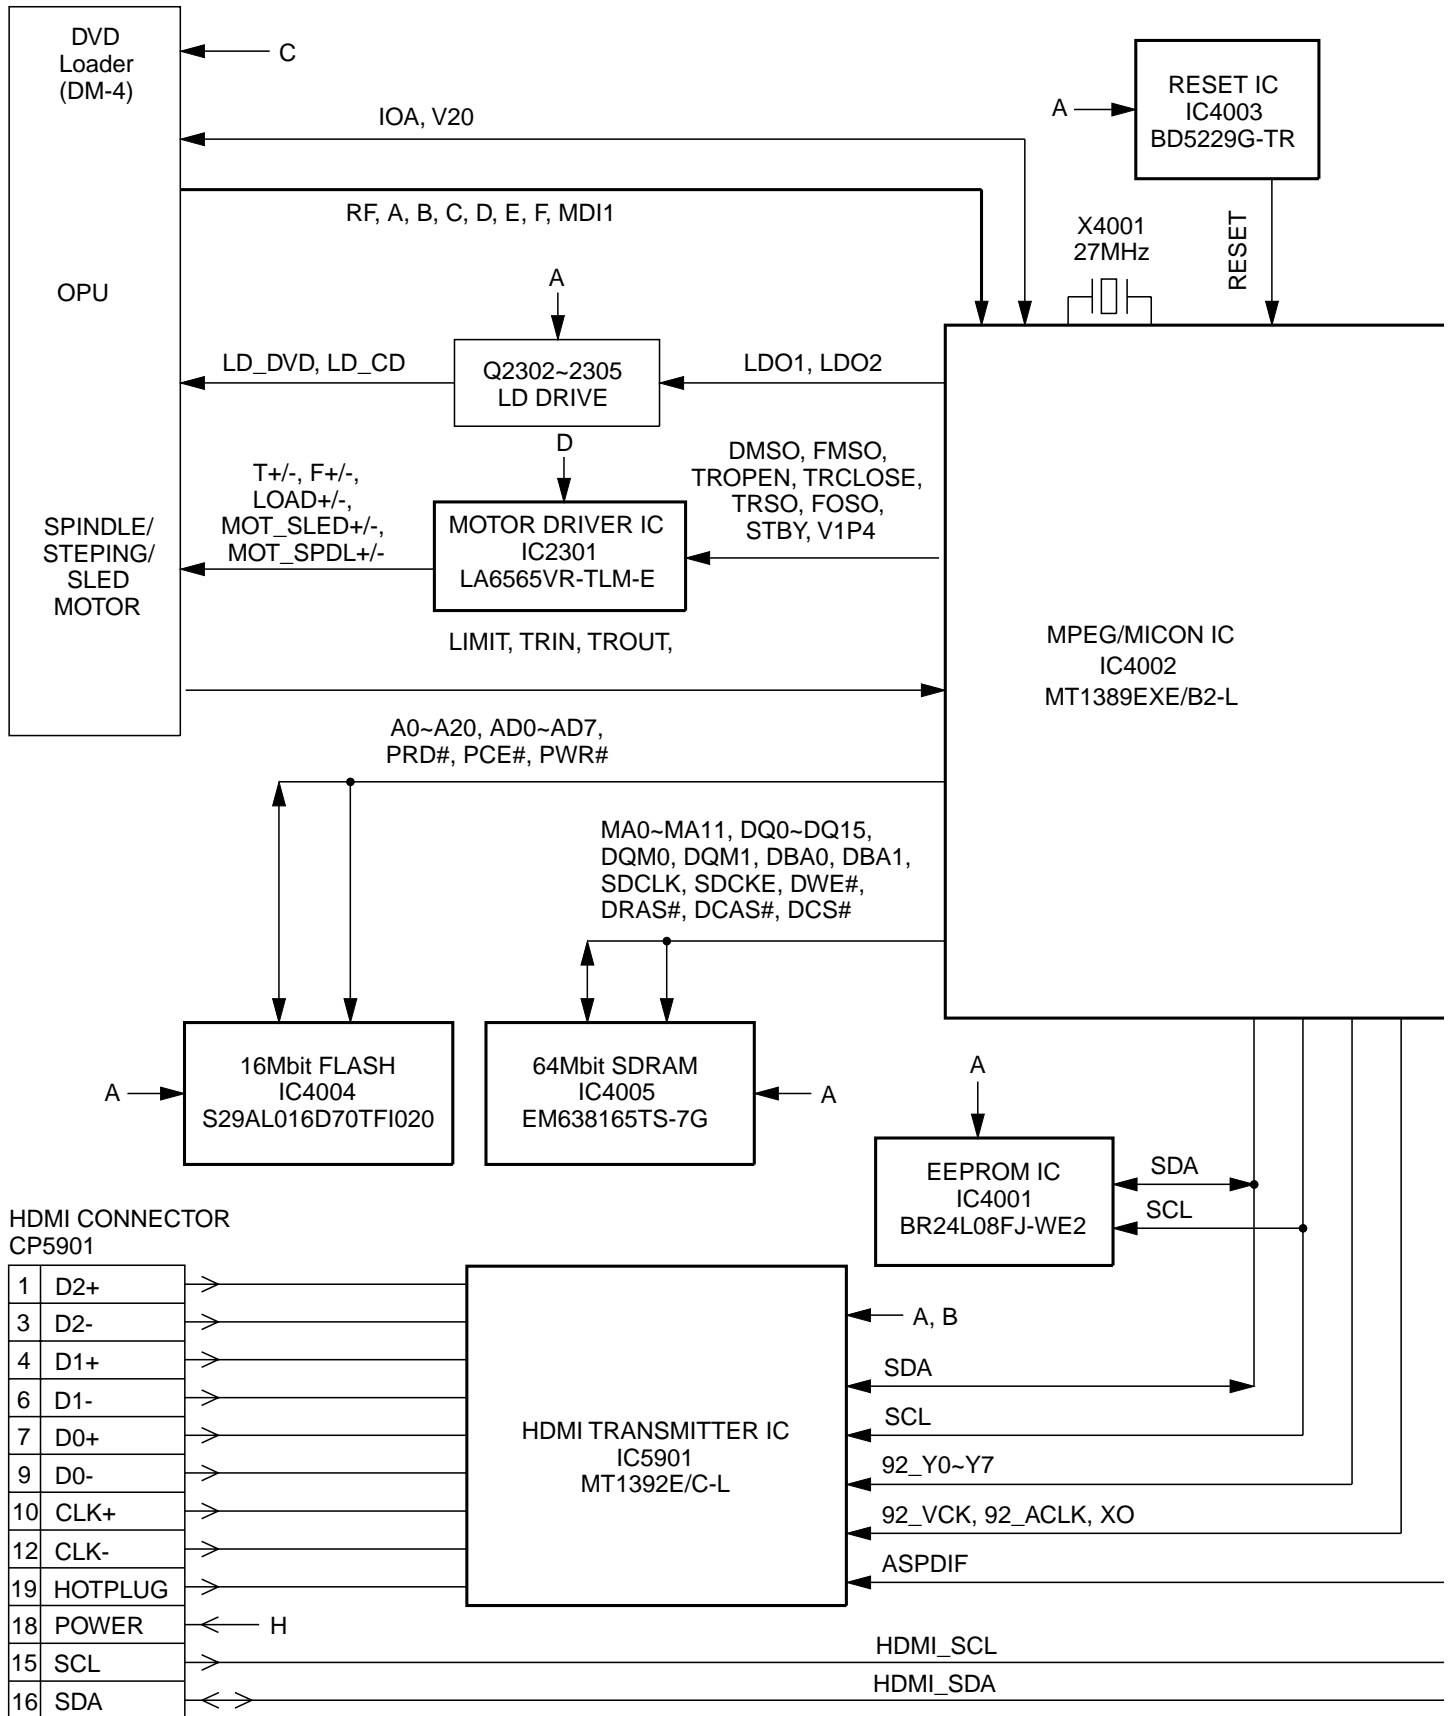 DVD
Loader
(DM-4)
C
IOA, V20
RF, A, B, C, D, E, F, MDI1
OPU
A
RESET IC
IC4003
BD5229G-TR
A
X4001
27MHz
RESET
LD_DVD, LD_CD
Q2302~2305
LD DRIVE
LDO1, LDO2
D
T+/-, F+/-,
LOAD+/-,
MOT_SLED+/-,
MOT_SPDL+/-
SPINDLE/
STEPING/
SLED
MOTOR
MOTOR DRIVER IC
IC2301
LA6565VR-TLM-E
DMSO, FMSO,
TROPEN, TRCLOSE,
TRSO, FOSO,
STBY, V1P4
LIMIT, TRIN, TROUT,
MPEG/MICON IC
IC4002
MT1389EXE/B2-L
A0~A20, AD0~AD7,
PRD#, PCE#, PWR#
MA0~MA11, DQ0~DQ15,
DQM0, DQM1, DBA0, DBA1,
SDCLK, SDCKE, DWE#,
DRAS#, DCAS#, DCS#
A
16Mbit FLASH
IC4004
S29AL016D70TFI020
64Mbit SDRAM
IC4005
EM638165TS-7G
A
A
EEPROM IC
IC4001
BR24L08FJ-WE2
SDA
SCL
HDMI CONNECTOR
CP5901
1 D2+
3 D2-
4 D1+
6 D1-
7 D0+
9 D0-
10 CLK+
12 CLK-
19 HOTPLUG
18 POWER
15 SCL
16 SDA
H
HDMI TRANSMITTER IC
IC5901
MT1392E/C-L
A, B
SDA
SCL
92_Y0~Y7
92_VCK, 92_ACLK, XO
ASPDIF
HDMI_SCL
HDMI_SDA